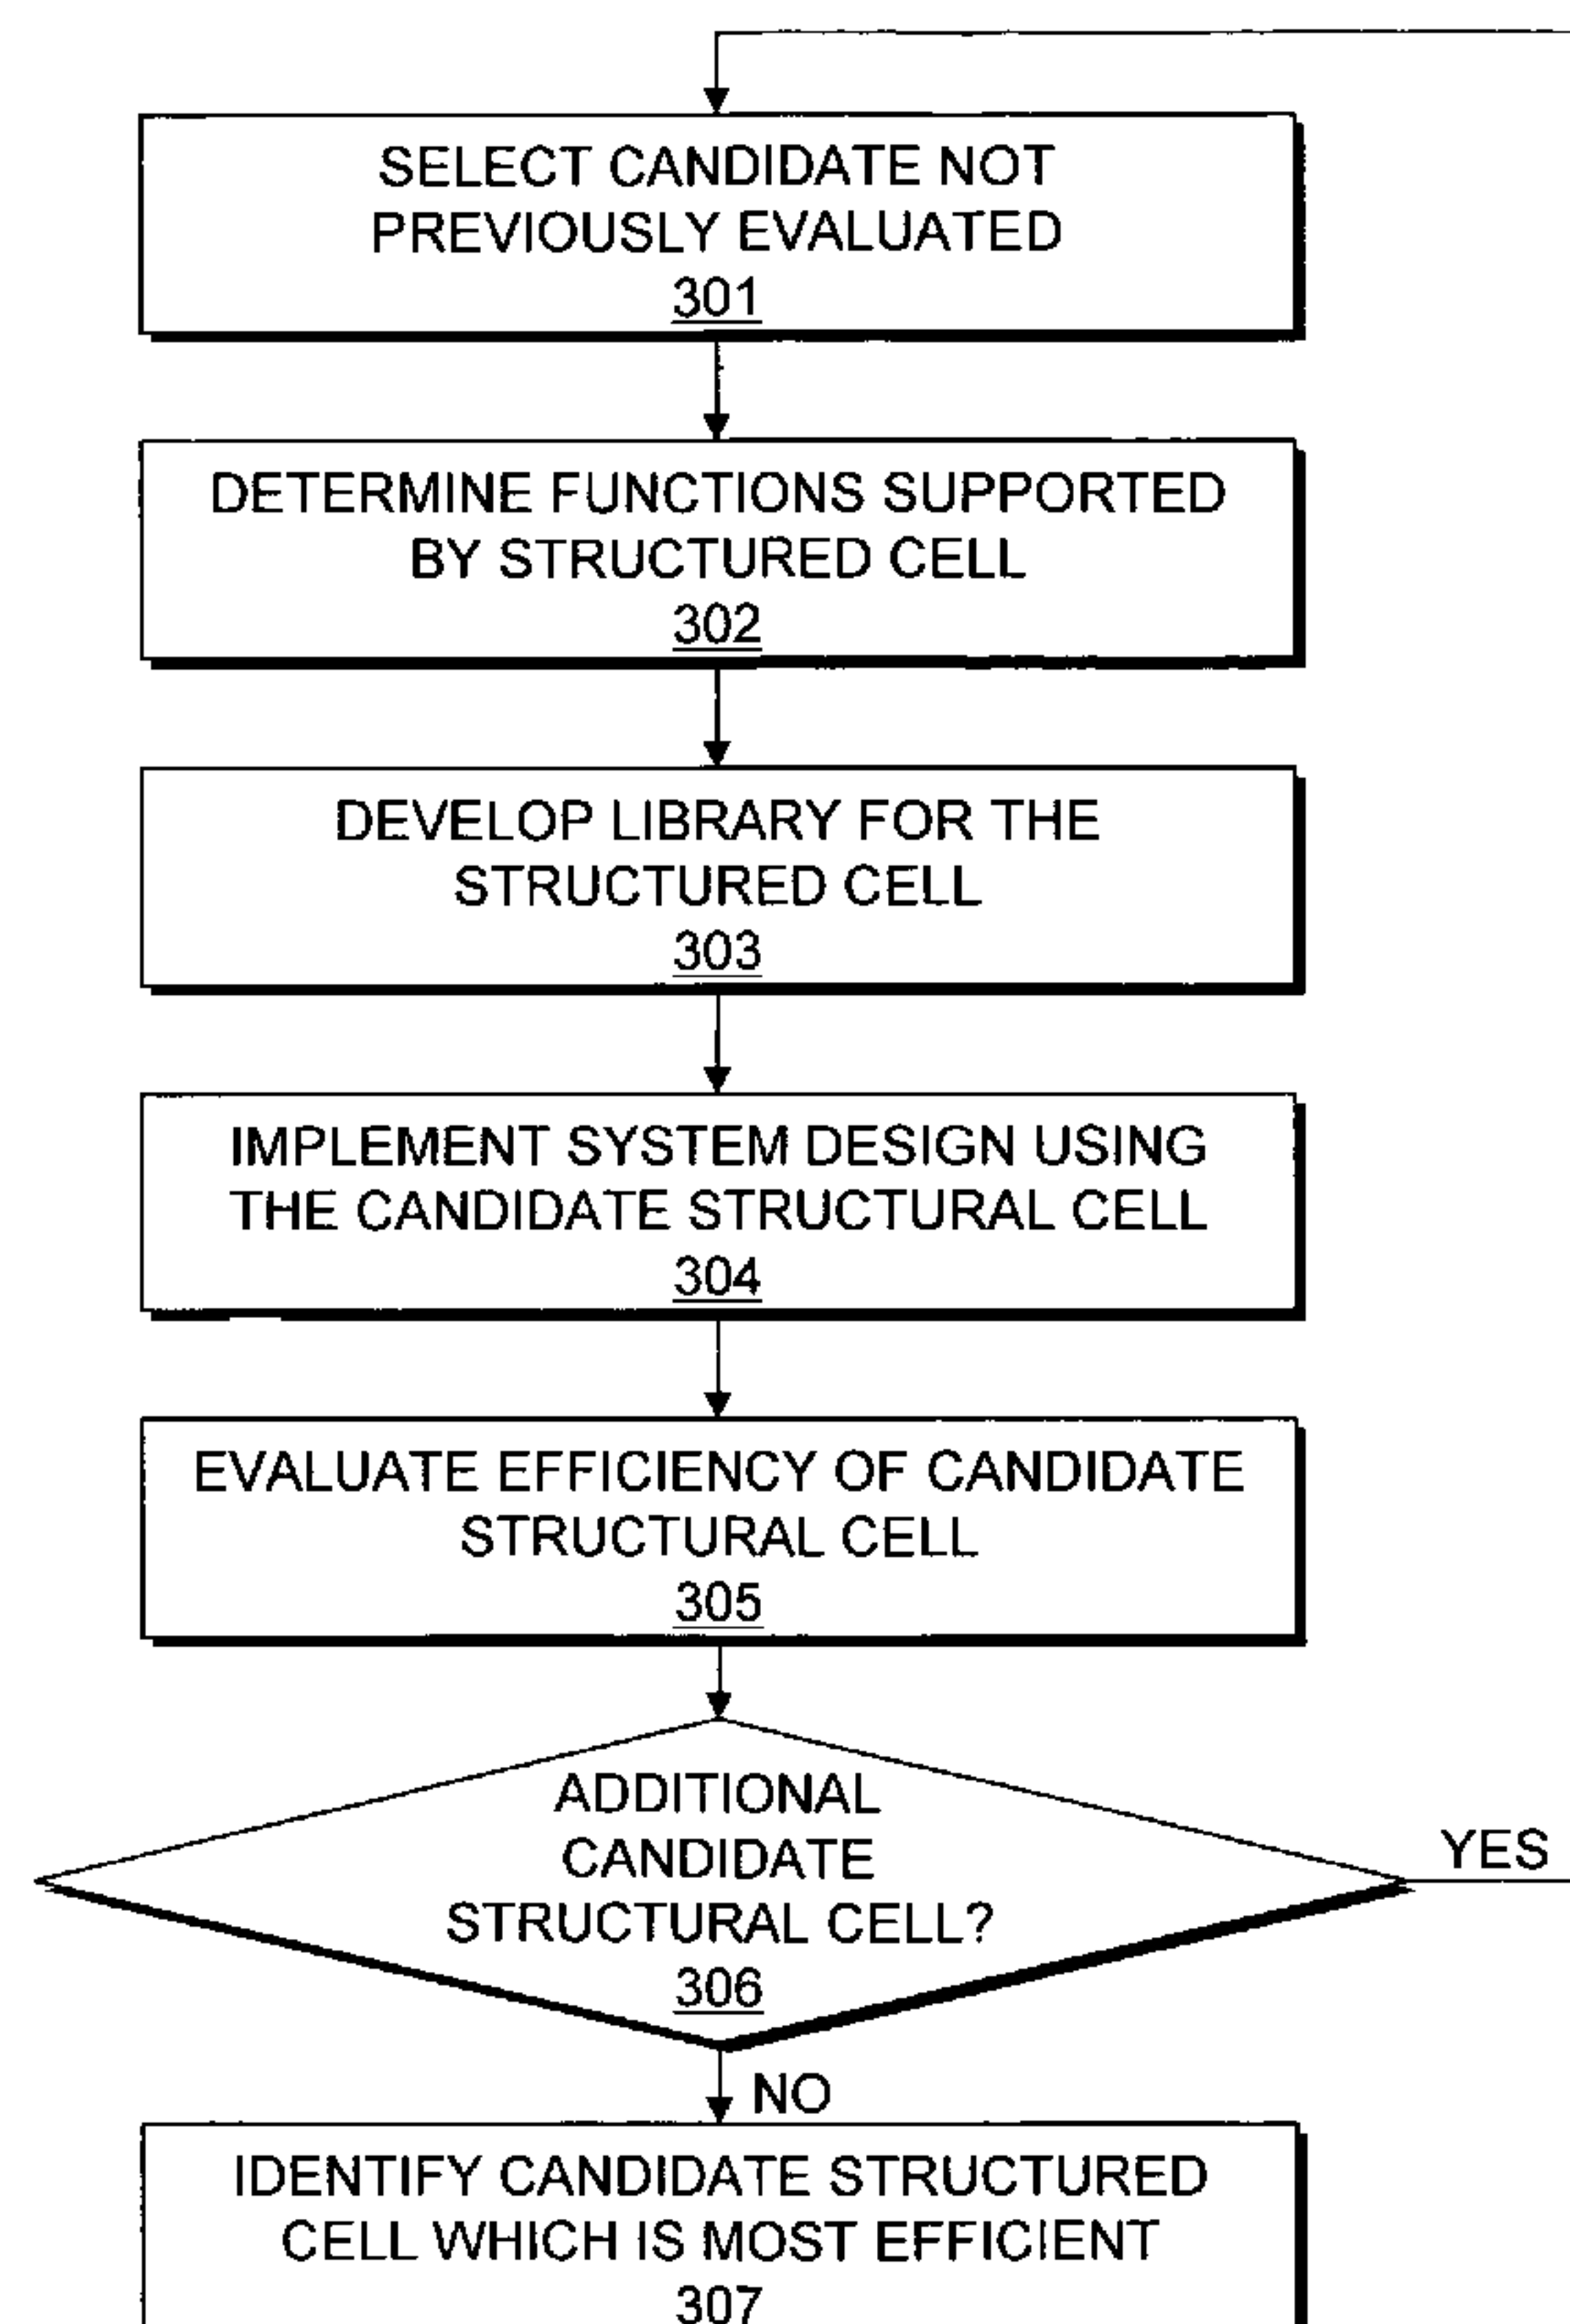 SELECT CANDIDATE NOT
PREVIOUSLY EVALUATED
301
DETERMINE FUNCTIONS SUPPORTED
BY STRUCTURED CELL
302
DEVELOP LIBRARY FOR THE
STRUCTURED CELL
303
IMPLEMENT SYSTEM DESIGN USING
THE CANDIDATE STRUCTURAL CELL
304
EVALUATE EFFICIENCY OF CANDIDATE
STRUCTURAL CELL
305
ADDITIONAL
CANDIDATE
STRUCTURAL CELL?
306
YES
NO
IDENTIFY CANDIDATE STRUCTURED
CELL WHICH IS MOST EFFICIENT
307